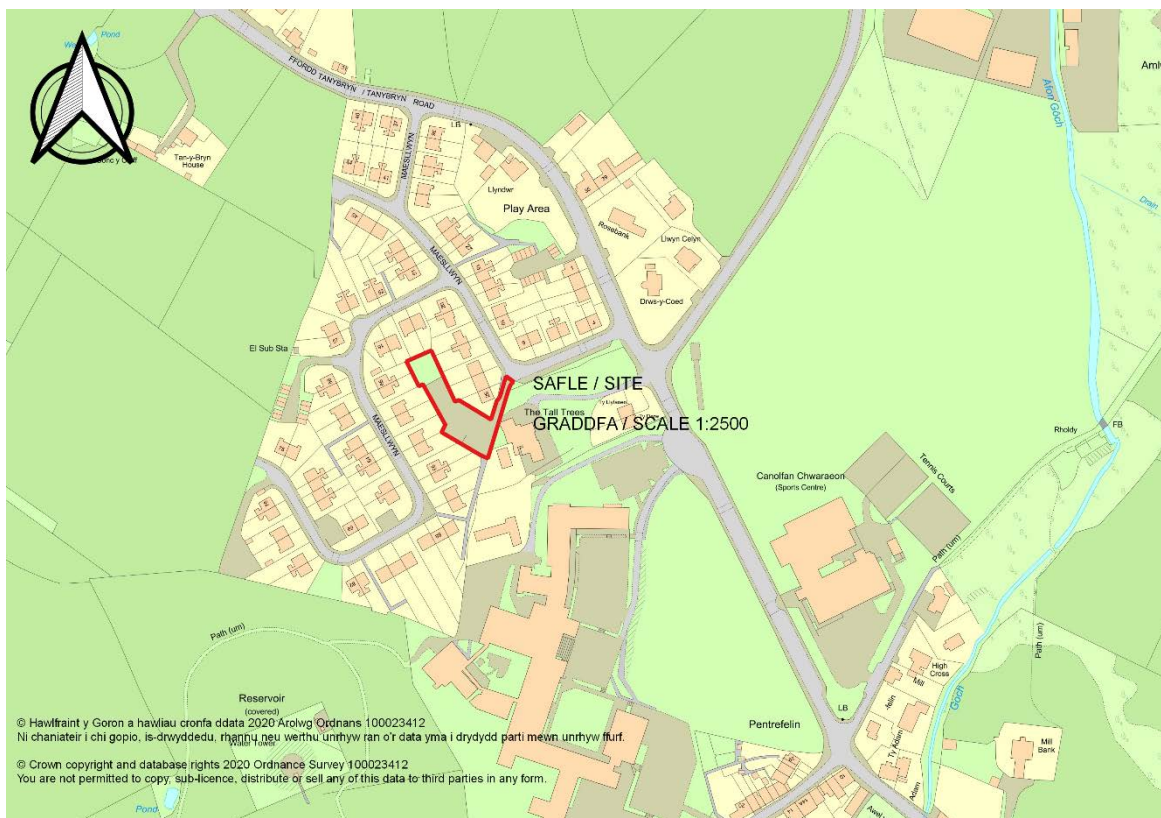 Pond
FFORDD TANYBRYN / TANYBRYN ROAD
LB
Amlw
Afon Goch
Tan-y-Bryn
House
MAESLLWYN
Llyndwr
Play Area
Rosebank
Llwyn Celyn
Drws-y-Coed
Drain
MAESLLWYN
El Sub Sta
SAFLE / SITE
The Tall Trees
GRADDFA / SCALE 1:2500
MAESLLWYN
Rholdy
FB
Canolfan Chwaraeon
(Sports Centre)
Tennis Courts
Path (um)
Path (um)
Path (um)
High
Cross
Mill
-felin
Ty Adam
Adam
Goch
Reservoir
(covered)
Water Tower
Pentrefelin
LB
Mill
Bank
Pond
© Hawlfraint y Goron a hawliau cronfa ddata 2020 Arolwg Ordnans 100023412
Ni chaniateir i chi gopio, is-drwyddedu, rhannu neu werthu unrhyw ran o'r data yma i drydydd parti mewn unrhyw ffurf.
© Crown copyright and database rights 2020 Ordnance Survey 100023412
You are not permitted to copy, sub-licence, distribute or sell any of this data to third parties in any form.